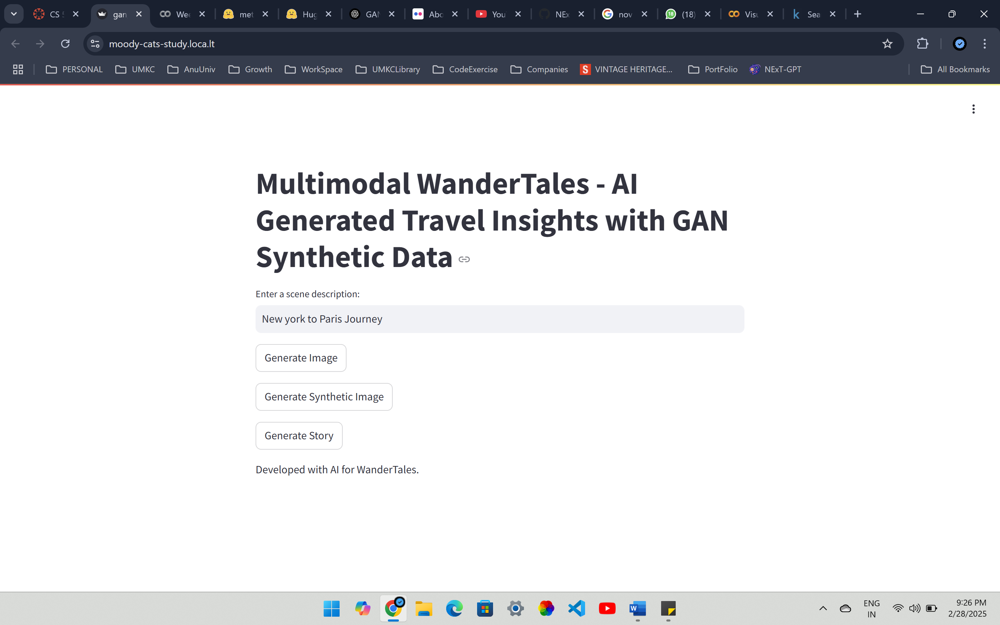 CS 5
gan
Wee
met
Hug
GAN
Abo
You
NEx
nov
(18)
Visu
Sea
moody-cats-study.loca.lt
PERSONAL
UMKC
AnuUniv
Growth
WorkSpace
UMKCLibrary
CodeExercise
Companies
VINTAGE HERITAGE...
PortFolio
NExT-GPT
All Bookmarks
Multimodal WanderTales - AI
Generated Travel Insights with GAN
Synthetic Data
Enter a scene description:
New york to Paris Journey
Generate Image
Generate Synthetic Image
Generate Story
Developed with AI for WanderTales.
ENG
IN
9:26 PM
2/28/2025